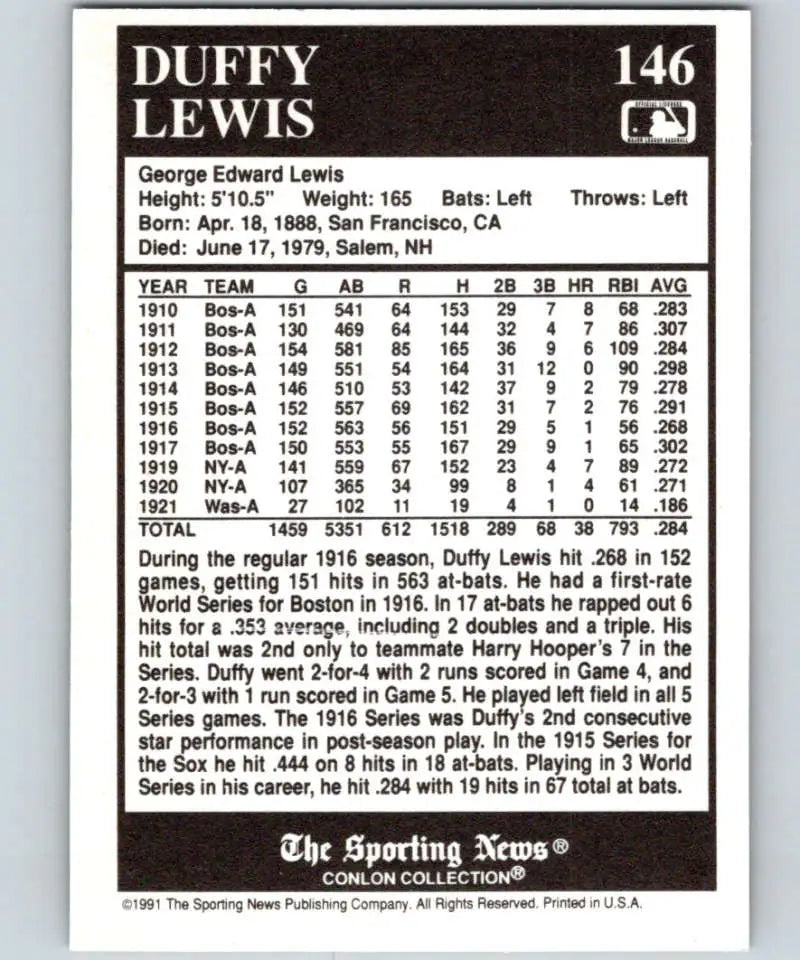 DUFFY 146
LEWIS
OFFICIAL LICENSEE
MAJOR LEAGUE BASEBALL
George Edward Lewis
Height: 5'10.5" Weight: 165 Bats: Left Throws: Left
Born: Apr. 18, 1888, San Francisco, CA
Died: June 17, 1979, Salem, NH
YEAR TEAM G AB R H 2B 3B HR RBI AVG
1910 Bos-A 151 541 64 153 29 7 8 68 .283
1911 Bos-A 130 469 64 144 32 4 7 86 .307
1912 Bos-A 154 581 85 165 36 9 6 109 .284
1913 Bos-A 149 551 54 164 31 12 0 90 .298
1914 Bos-A 146 510 53 142 37 9 2 79 .278
1915 Bos-A 152 557 69 162 31 7 2 76 .291
1916 Bos-A 152 563 56 151 29 5 1 56 .268
1917 Bos-A 150 553 55 167 29 9 1 65 .302
1919 NY-A 141 559 67 152 23 4 7 89 .272
1920 NY-A 107 365 34 99 8 1 4 61 .271
1921 Was-A 27 102 11 19 4 1 0 14 .186
TOTAL 1459 5351 612 1518 289 68 38 793 .284
During the regular 1916 season, Duffy Lewis hit .268 in 152
games, getting 151 hits in 563 at-bats. He had a first-rate
World Series for Boston in 1916. In 17 at-bats he rapped out 6
hits for a .353 average, including 2 doubles and a triple. His
hit total was 2nd only to teammate Harry Hooper's 7 in the
Series. Duffy went 2-for-4 with 2 runs scored in Game 4, and
2-for-3 with 1 run scored in Game 5. He played left field in all 5
Series games. The 1916 Series was Duffy's 2nd consecutive
star performance in post-season play. In the 1915 Series for
the Sox he hit .444 on 8 hits in 18 at-bats. Playing in 3 World
Series in his career, he hit .284 with 19 hits in 67 total at bats.
The Sporting News®
CONLON COLLECTION®
©1991 The Sporting News Publishing Company. All Rights Reserved. Printed in U.S.A.